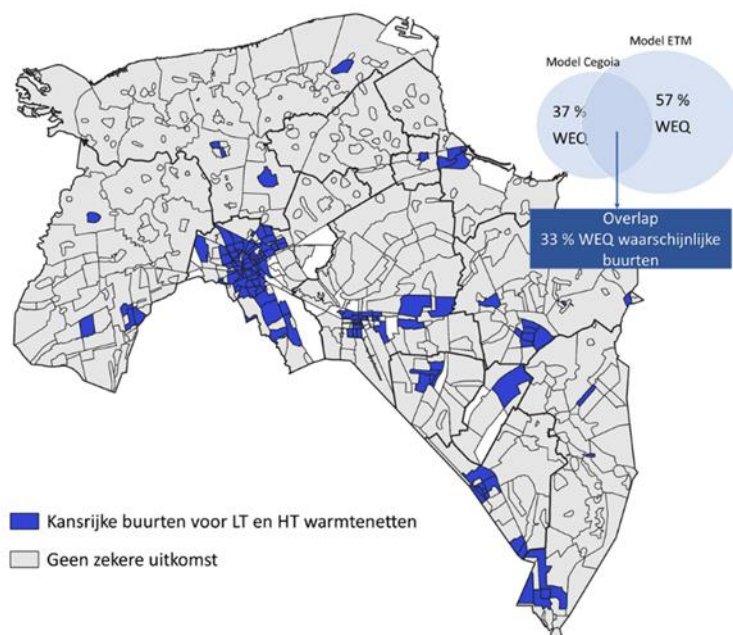 Model ETM
Model Cegoia
37 %
WEQ
57 %
WEQ
Overlap
33 % WEQ waarschijnlijke
buurten
Kansrijke buurten voor LT en HT warmtenetten
Geen zekere uitkomst